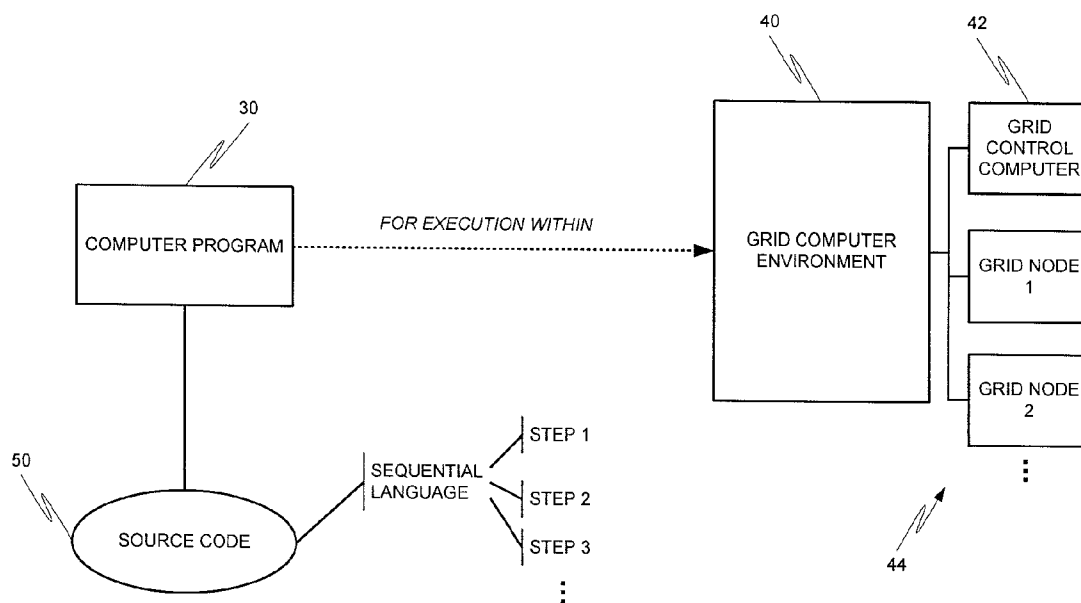 40
42
30
GRID
CONTROL
COMPUTER
COMPUTER PROGRAM
FOR EXECUTION WITHIN
GRID COMPUTER
ENVIRONMENT
GRID NODE
1
GRID NODE
2
50
SOURCE CODE
SEQUENTIAL
LANGUAGE
STEP 1
STEP 2
STEP 3
44